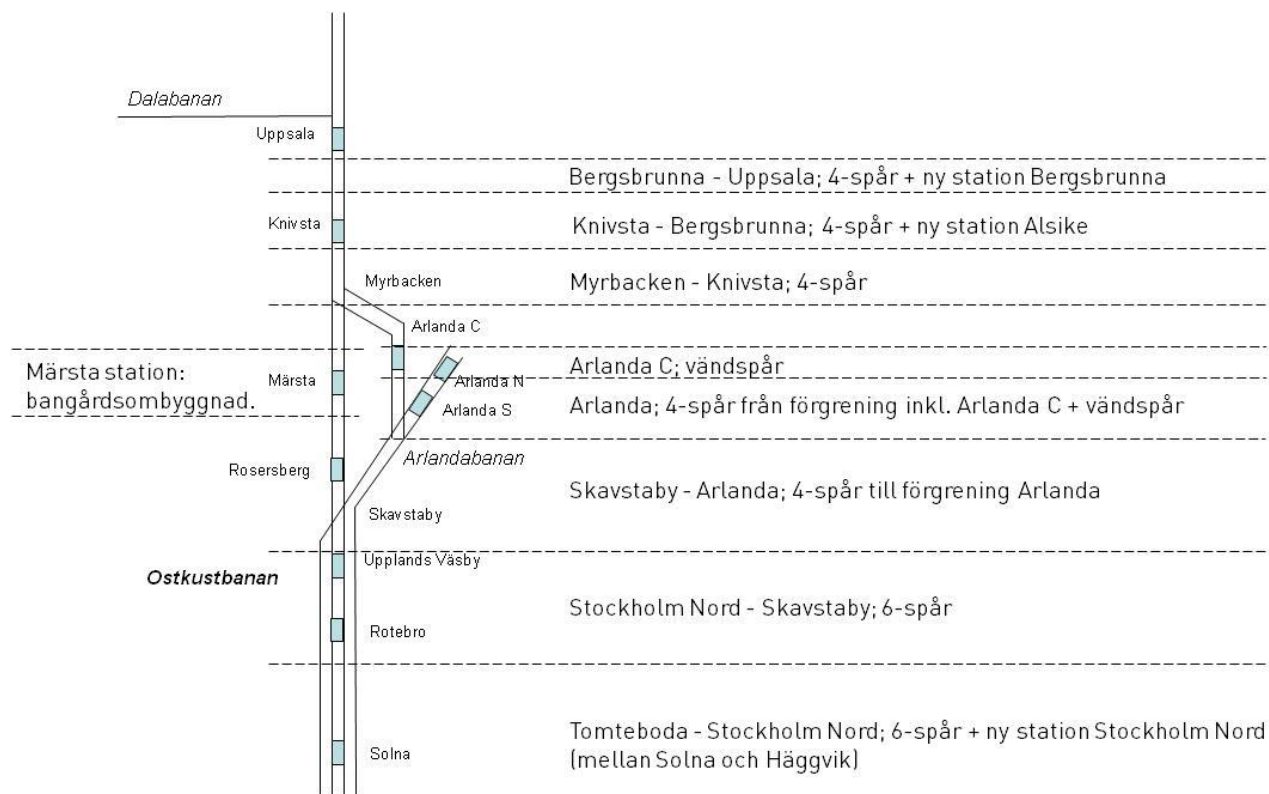 Dalabanan
Uppsala
Bergsbrunna - Uppsala; 4-spår + ny station Bergsbrunna
Knivsta
Knivsta - Bergsbrunna; 4-spår + ny station Alsike
Myrbacken
Myrbacken - Knivsta; 4-spår
Arlanda C
Arlanda C; vändspår
Märsta station:
bangårdsombyggnad.
Märsta
Arlanda N
Arlanda S
Arlanda; 4-spår från förgrening inkl. Arlanda C + vändspår
Arlandabanan
Rosersberg
Skavstaby - Arlanda; 4-spår till förgrening Arlanda
Skavstaby
Upplands Väsby
Ostkustbanan
Stockholm Nord - Skavstaby; 6-spår
Rotebro
Tomteboda - Stockholm Nord; 6-spår + ny station Stockholm Nord
(mellan Solna och Häggvik)
Solna